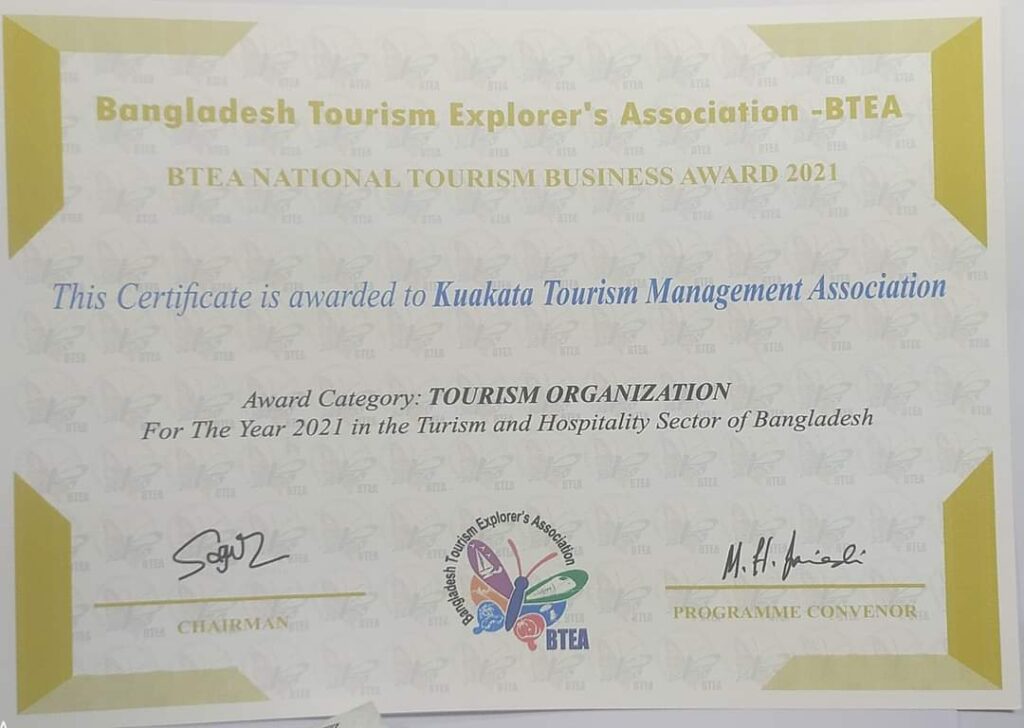 Bangladesh Tourism Explorer's Association -BTEA
BTEA NATIONAL TOURISM BUSINESS AWARD 2021
This Certificate is awarded to Kuakata Tourism Management Association
Award Category: TOURISM ORGANIZATION
For The Year 2021 in the Turism and Hospitality Sector of Bangladesh
CHAIRMAN
Bangladesh Tourism Explorer's Association
BTEA
M. H.
PROGRAMME CONVENOR